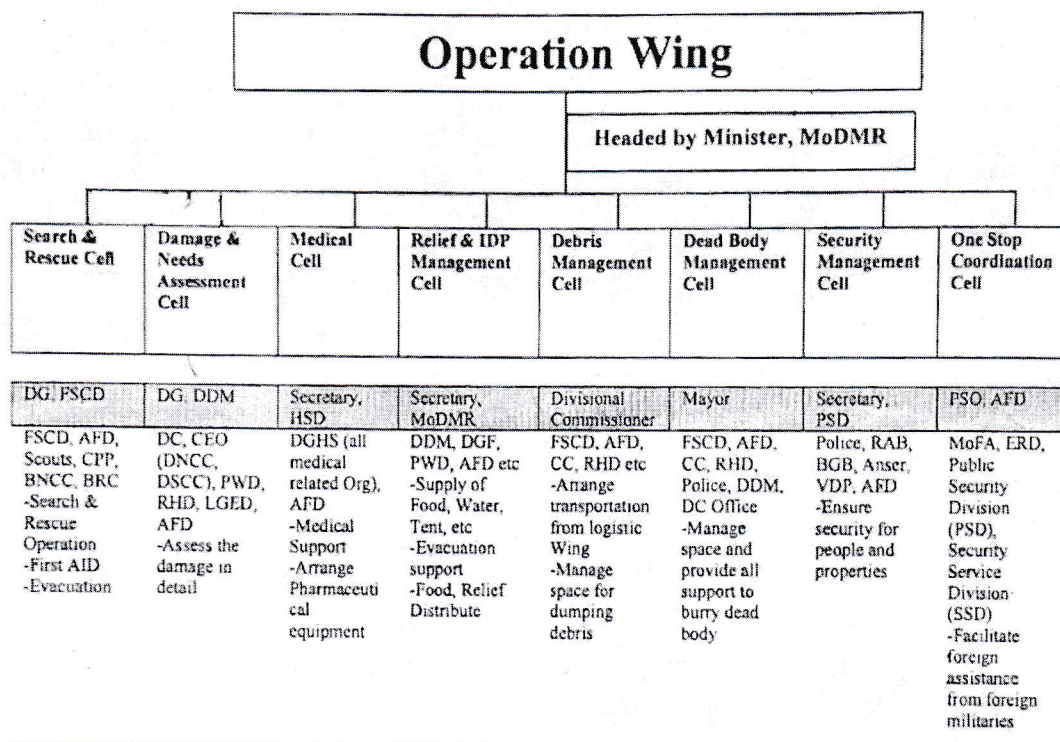 Operation Wing
Headed by Minister, MoDMR
Search &
Rescue Cell
Damage &
Needs
Assessment
Cell
Medical
Cell
Relief & IDP
Management
Cell
Debris
Management
Cell
Dead Body
Management
Cell
Security
Management
Cell
One Stop
Coordination
Cell
DG, FSCD
DG, DDM
Secretary,
HSD
Secretary,
MoDMR
Divisional
Commissioner
Mayor
Secretary,
PSD
PSO, AFD
FSCD, AFD,
Scouts, CPP,
BNCC, BRC
-Search &
Rescue
Operation
-First AID
-Evacuation
DC, CEO
(DNCC,
DSCC), PWD,
RHD, LGED,
AFD
-Assess the
damage in
detail
DGHS (all
medical
related Org),
AFD
-Medical
Support
-Arrange
Pharmaceuti
cal
equipment
DDM, DGF,
PWD, AFD etc
-Supply of
Food, Water,
Tent, etc
-Evacuation
support
-Food, Relief
Distribute
FSCD, AFD,
CC, RHD etc
-Arrange
transportation
from logistic
Wing
-Manage
space for
dumping
debris
FSCD, AFD,
CC, RHD,
Police, DDM,
DC Office
-Manage
space and
provide all
support to
burry dead
body
Police, RAB,
BGB, Anser,
VDP, AFD
-Ensure
security for
people and
properties
MoFA, ERD,
Public
Security
Division
(PSD),
Security
Service
Division
(SSD)
-Facilitate
foreign
assistance
from foreign
militaries